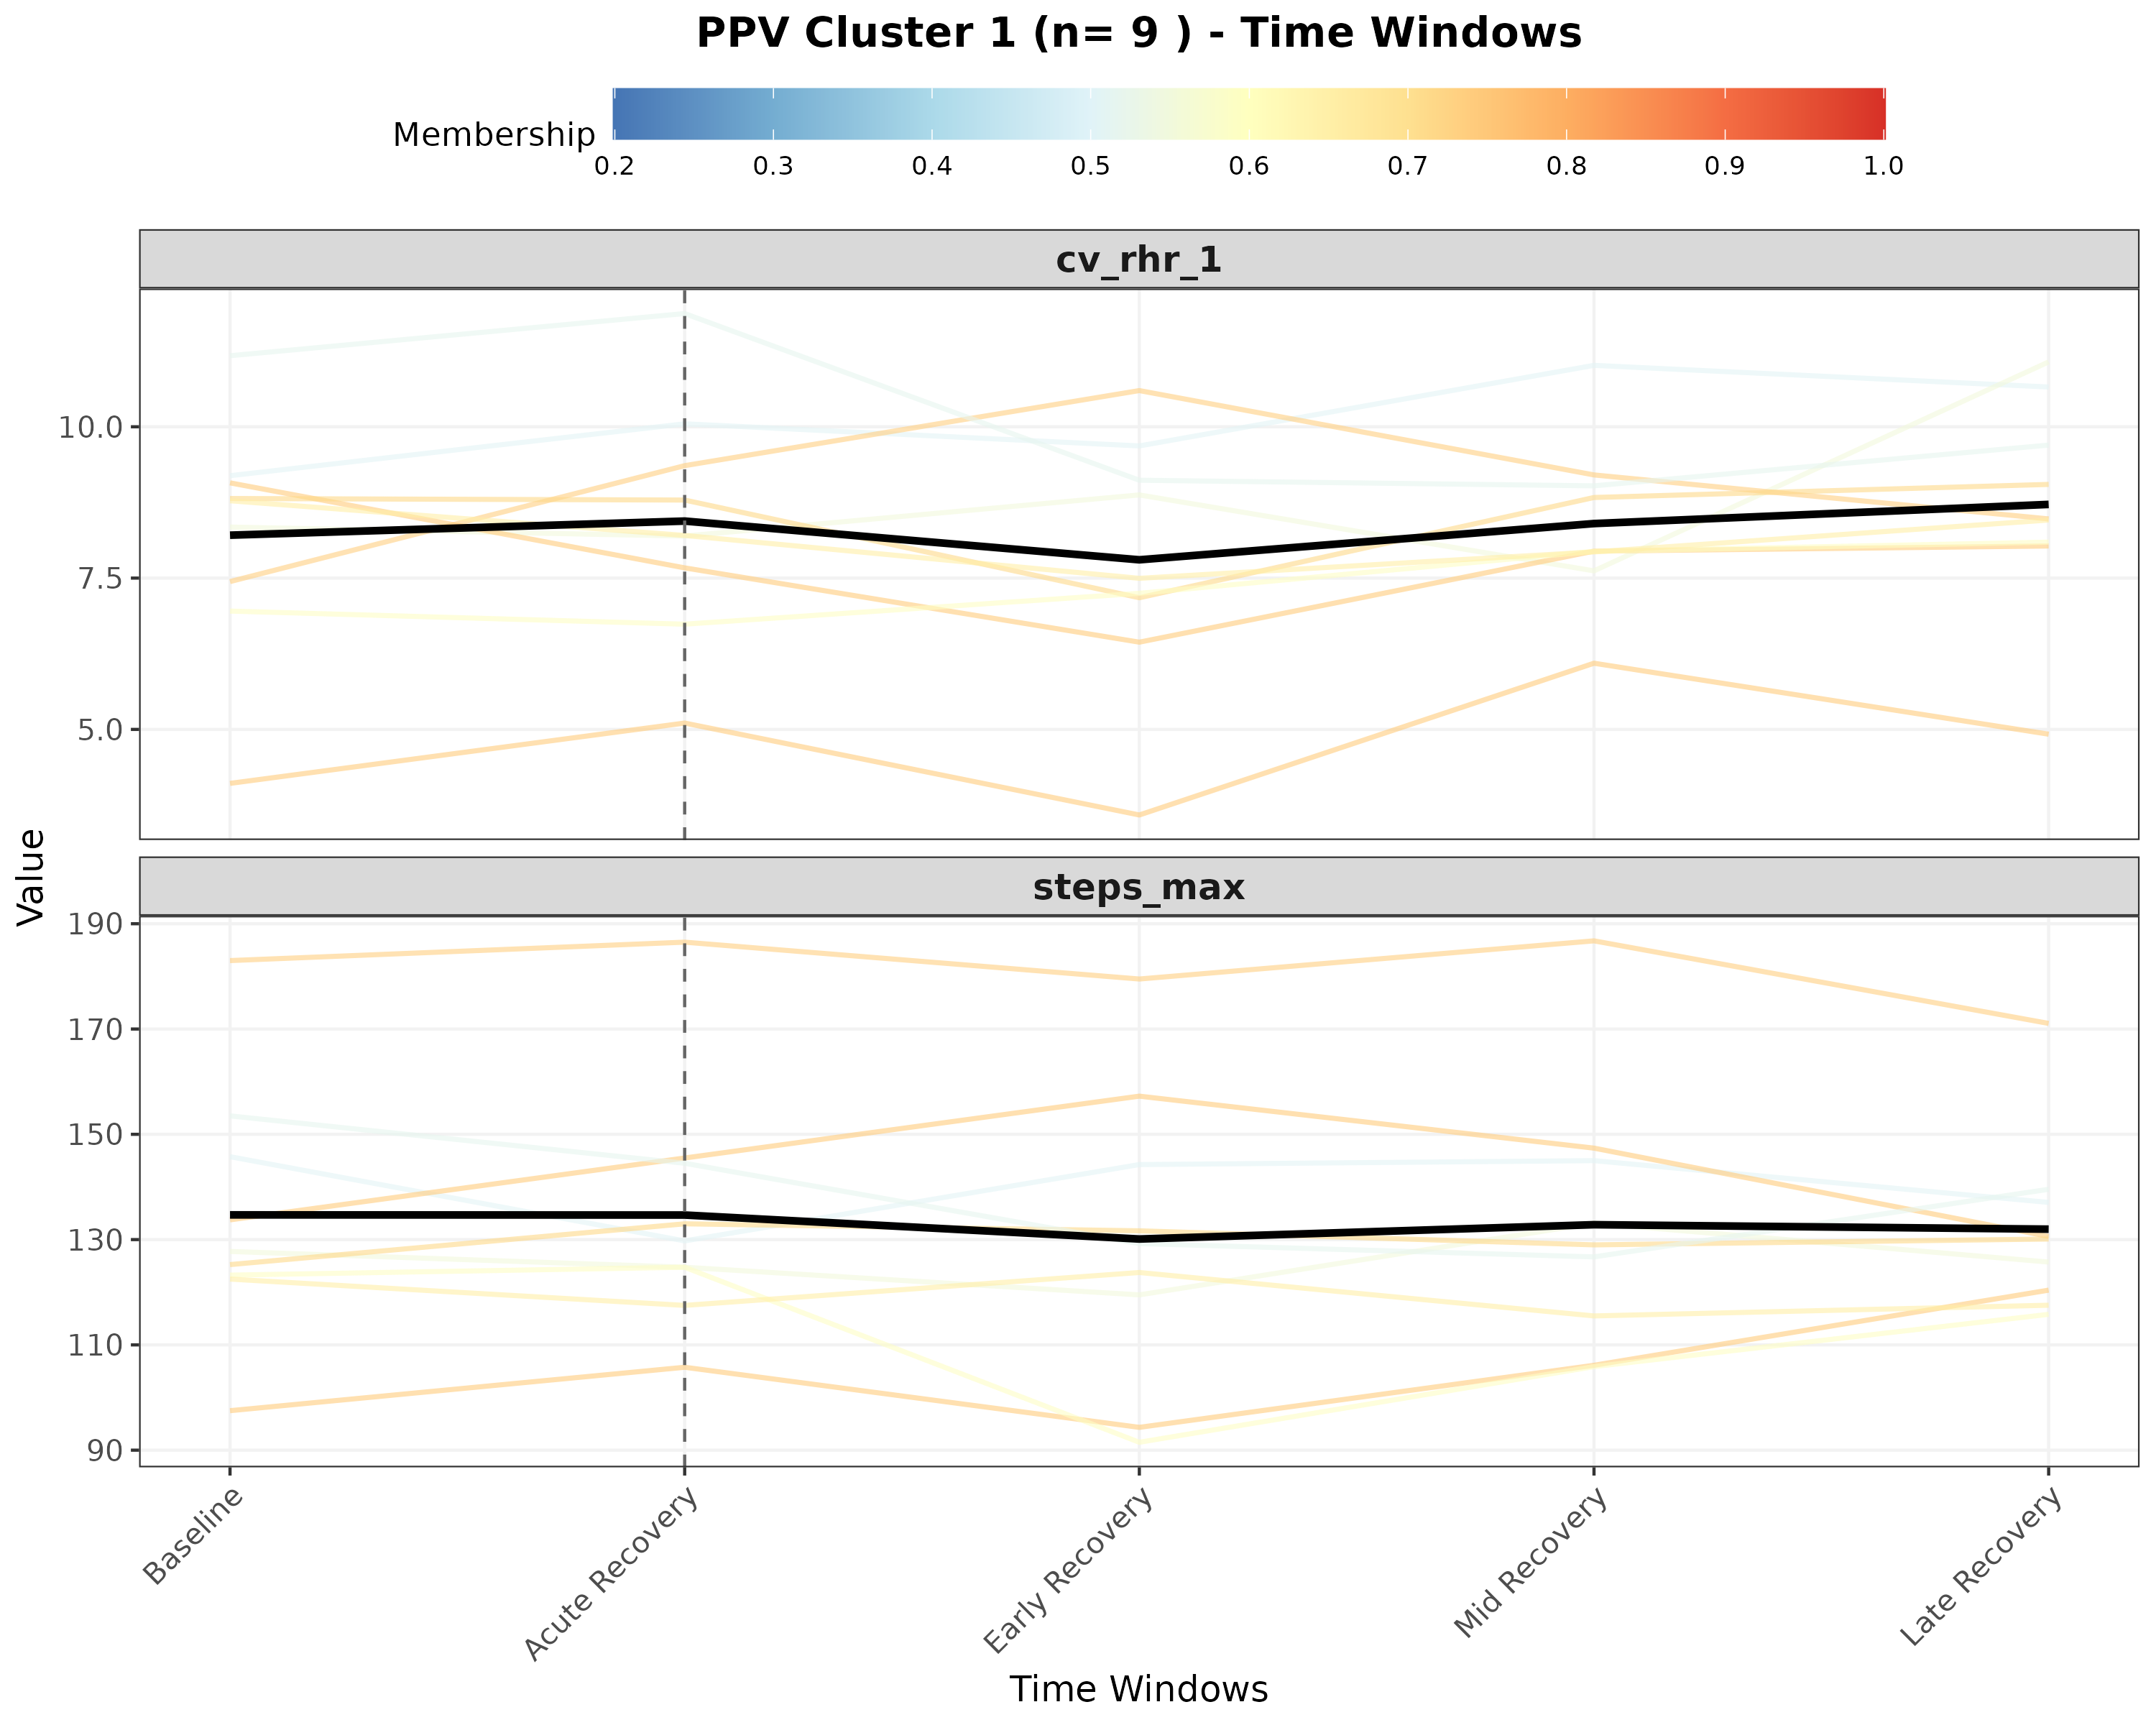 PPV Cluster 1 (n= 9 ) - Time Windows
Membership
0.2 0.3 0.4 0.5 0.6 0.7 0.8 0.9 1.0
cv_rhr_1
10.0
7.5
5.0
Value
steps_max
190
170
150
130
110
90
Baseline
Acute Recovery
Early Recovery
Mid Recovery
Late Recovery
Time Windows